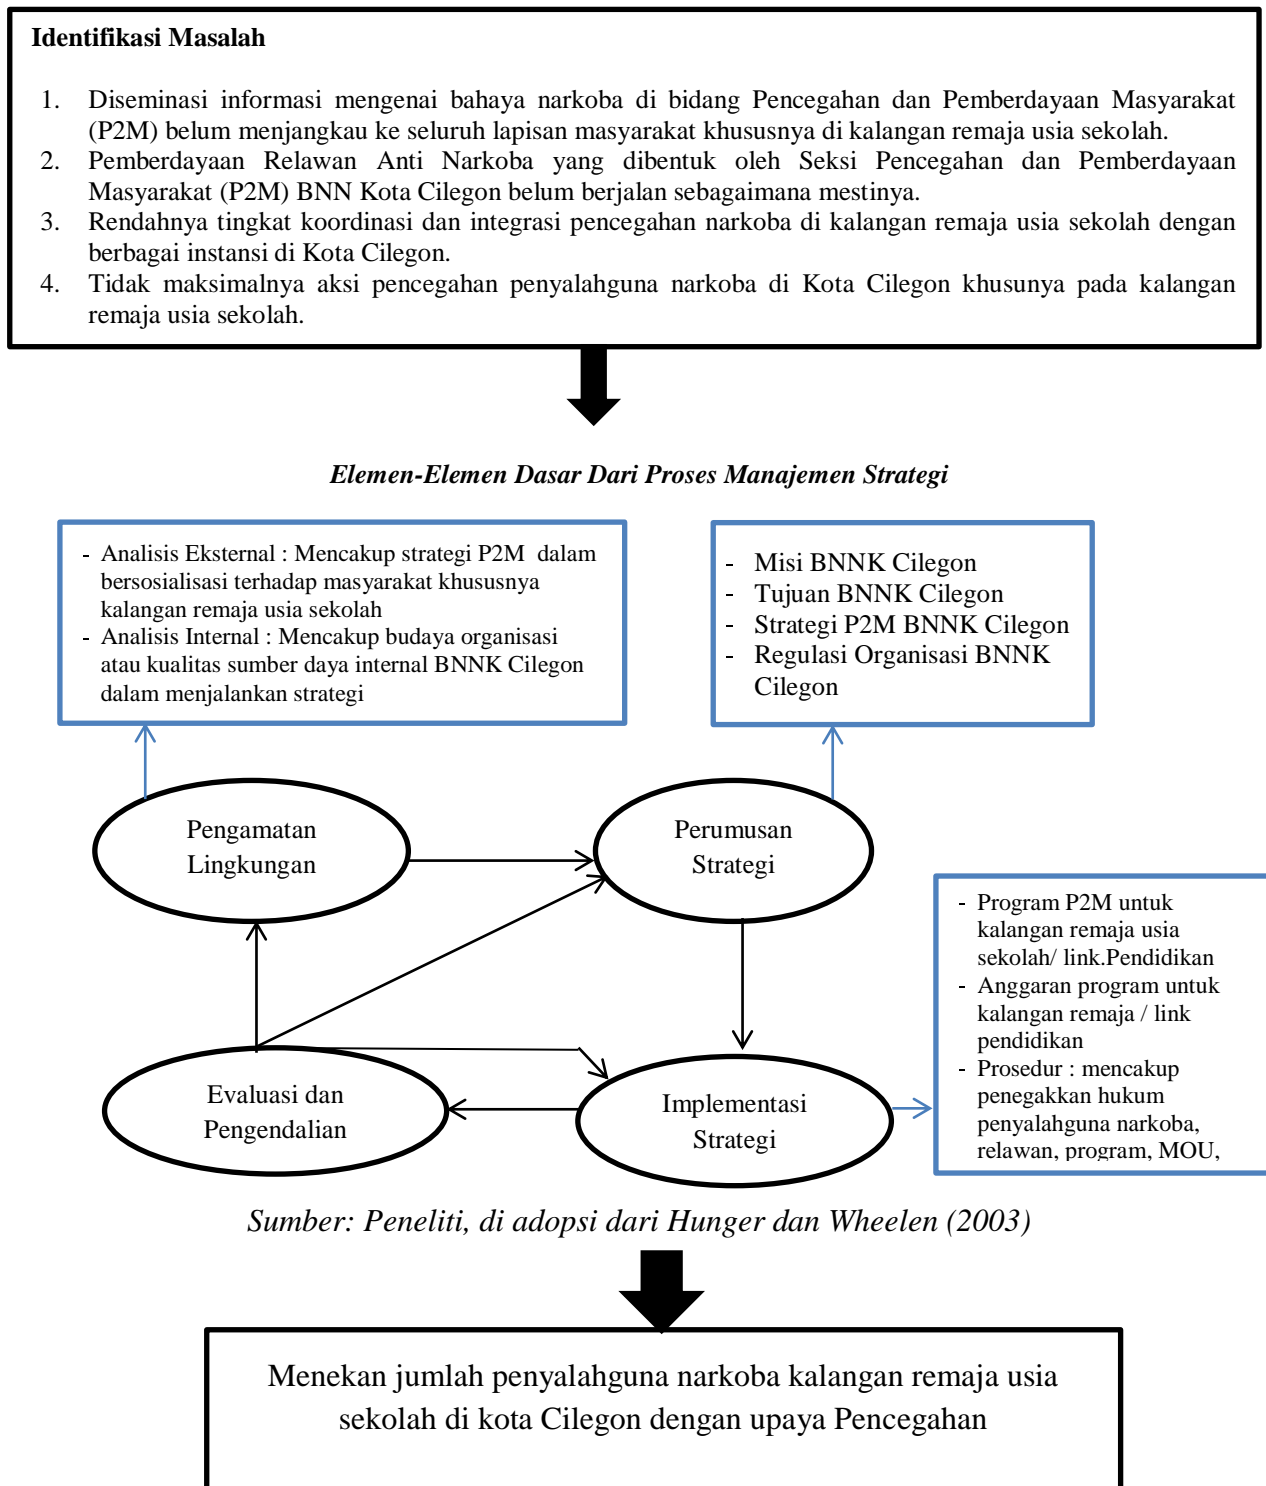 Identifikasi Masalah
1. Diseminasi informasi mengenai bahaya narkoba di bidang Pencegahan dan Pemberdayaan Masyarakat
(P2M) belum menjangkau ke seluruh lapisan masyarakat khususnya di kalangan remaja usia sekolah.
2. Pemberdayaan Relawan Anti Narkoba yang dibentuk oleh Seksi Pencegahan dan Pemberdayaan
Masyarakat (P2M) BNN Kota Cilegon belum berjalan sebagaimana mestinya.
3. Rendahnya tingkat koordinasi dan integrasi pencegahan narkoba di kalangan remaja usia sekolah dengan
berbagai instansi di Kota Cilegon.
4. Tidak maksimalnya aksi pencegahan penyalahguna narkoba di Kota Cilegon khusunya pada kalangan
remaja usia sekolah.
Elemen-Elemen Dasar Dari Proses Manajemen Strategi
- Analisis Eksternal : Mencakup strategi P2M dalam
bersosialisasi terhadap masyarakat khususnya
kalangan remaja usia sekolah
- Analisis Internal : Mencakup budaya organisasi
atau kualitas sumber daya internal BNNK Cilegon
dalam menjalankan strategi
- Misi BNNK Cilegon
- Tujuan BNNK Cilegon
- Strategi P2M BNNK Cilegon
- Regulasi Organisasi BNNK
Cilegon
Pengamatan
Lingkungan
Perumusan
Strategi
- Program P2M untuk
kalangan remaja usia
sekolah/ link.Pendidikan
- Anggaran program untuk
kalangan remaja / link
pendidikan
- Prosedur : mencakup
penegakkan hukum
penyalahguna narkoba,
relawan, program, MOU,
Evaluasi dan
Pengendalian
Implementasi
Strategi
Sumber: Peneliti, di adopsi dari Hunger dan Wheelen (2003)
Menekan jumlah penyalahguna narkoba kalangan remaja usia
sekolah di kota Cilegon dengan upaya Pencegahan